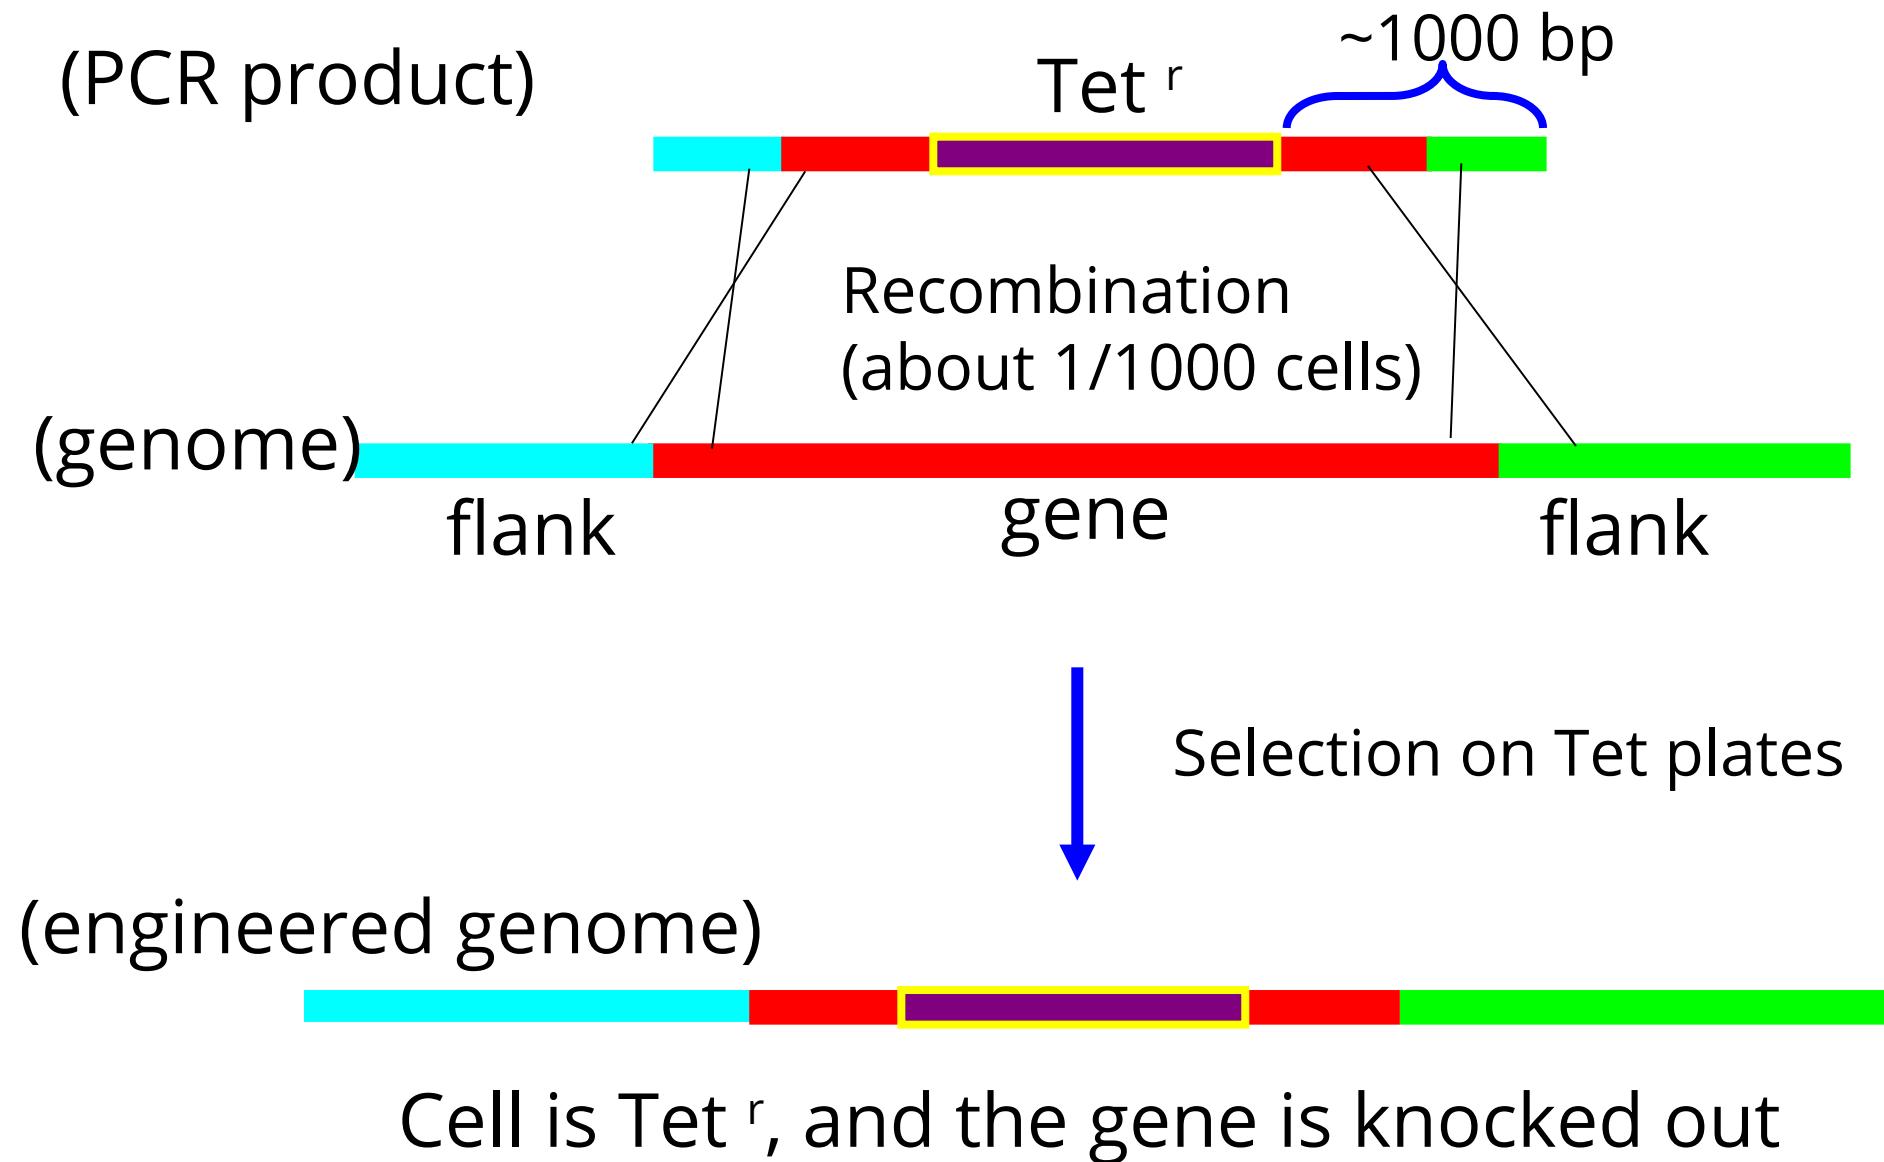 (PCR product)
Tet r
~1000 bp
Recombination
(about 1/1000 cells)
(genome)
flank
gene
flank
Selection on Tet plates
(engineered genome)
Cell is Tet r, and the gene is knocked out